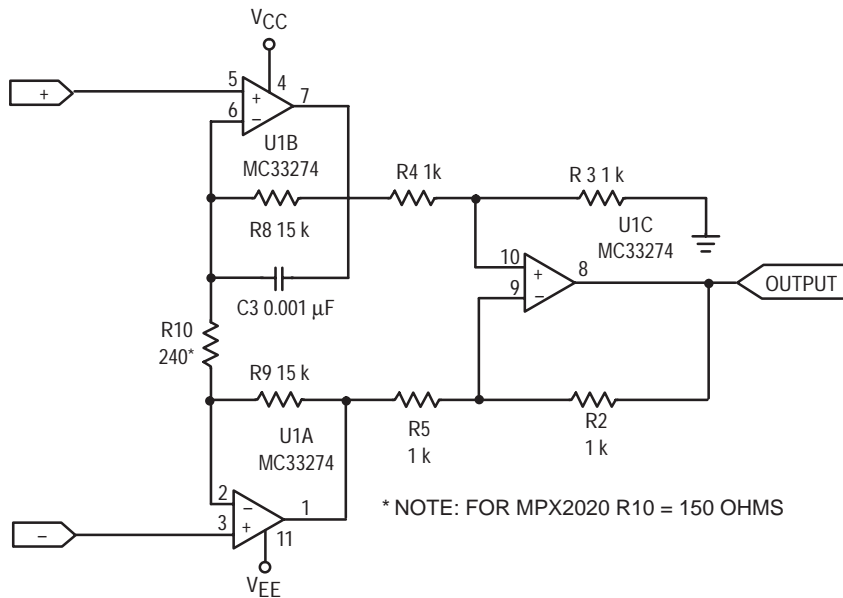 VCC
+
5
4
7
+
6
−
U1B
MC33274
R8 15 k
R4 1k
R 3 1 k
U1C
MC33274
10
8
+
9
−
OUTPUT
C3 0.001 µF
R10
240*
R9 15 k
R5
1 k
R2
1 k
U1A
MC33274
2
−
1
3
+
11
−
VEE
* NOTE: FOR MPX2020 R10 = 150 OHMS